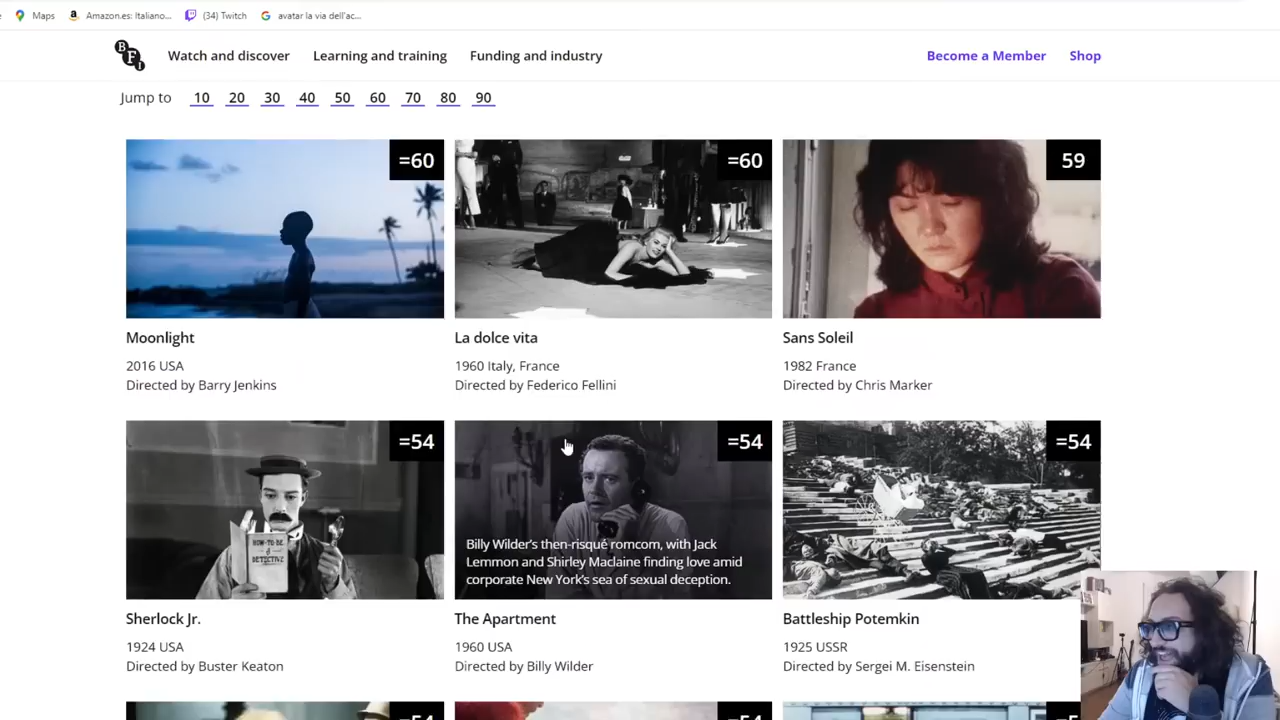 Maps
Amazon.es: Italiano...
(34) Twitch
avatar la via dell'ac...
BFI
Watch and discover
Learning and training
Funding and industry
Become a Member
Shop
Jump to 10 20 30 40 50 60 70 80 90
=60
=60
59
Moonlight
2016 USA
Directed by Barry Jenkins
La dolce vita
1960 Italy, France
Directed by Federico Fellini
Sans Soleil
1982 France
Directed by Chris Marker
=54
HOW TO BE
A
DETECTIVE
=54
Billy Wilder's then-risqué romcom, with Jack
Lemmon and Shirley Maclaine finding love amid
corporate New York's sea of sexual deception.
=54
Sherlock Jr.
1924 USA
Directed by Buster Keaton
The Apartment
1960 USA
Directed by Billy Wilder
Battleship Potemkin
1925 USSR
Directed by Sergei M. Eisenstein